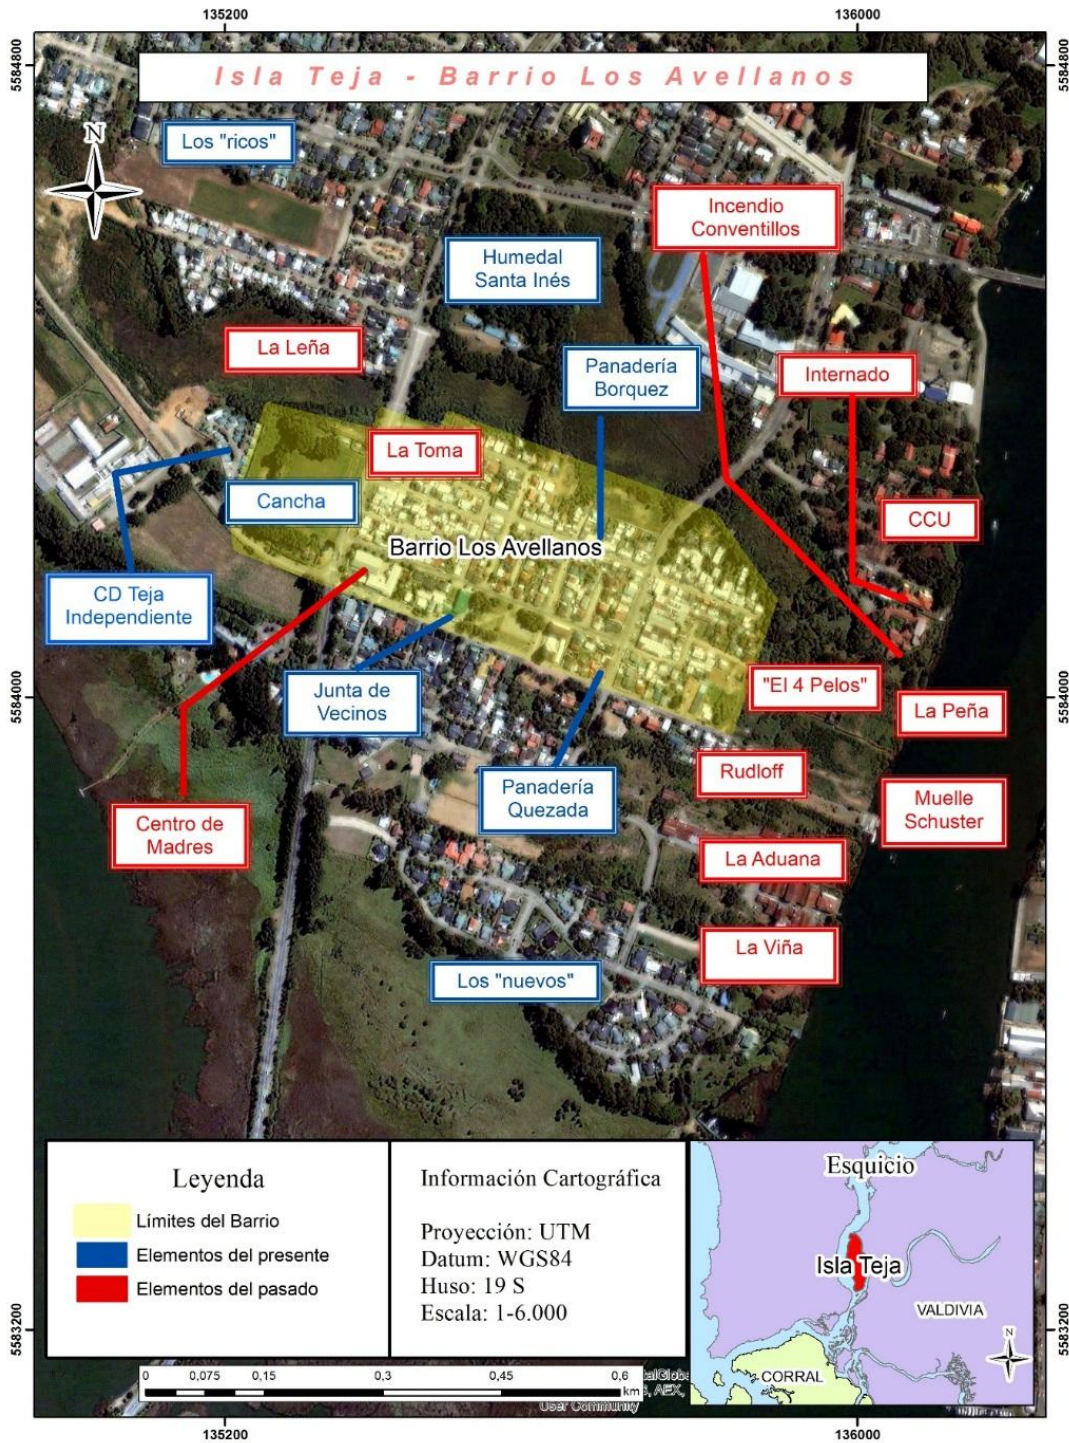 135200
136000
5584800
5584800
Isla Teja - Barrio Los Avellanos
N
Los "ricos"
Incendio
Conventillos
Humedal
Santa Inés
La Leña
Panadería
Borquez
Internado
La Toma
Cancha
CCU
Barrio Los Avellanos
CD Teja
Independiente
Junta de
Vecinos
"El 4 Pelos"
La Peña
5584000
5584000
Rudloff
Panadería
Quezada
Muelle
Schuster
Centro de
Madres
La Aduana
La Viña
Los "nuevos"
Leyenda
Límites del Barrio
Elementos del presente
Elementos del pasado
Información Cartográfica
Proyección: UTM
Datum: WGS84
Huso: 19 S
Escala: 1-6.000
Esquicio
Isla Teja
VALDIVIA
N
CORRAL
5583200
5583200
0 0,075 0,15 0,3 0,45 0,6
km
AEX,
User Community
135200
136000